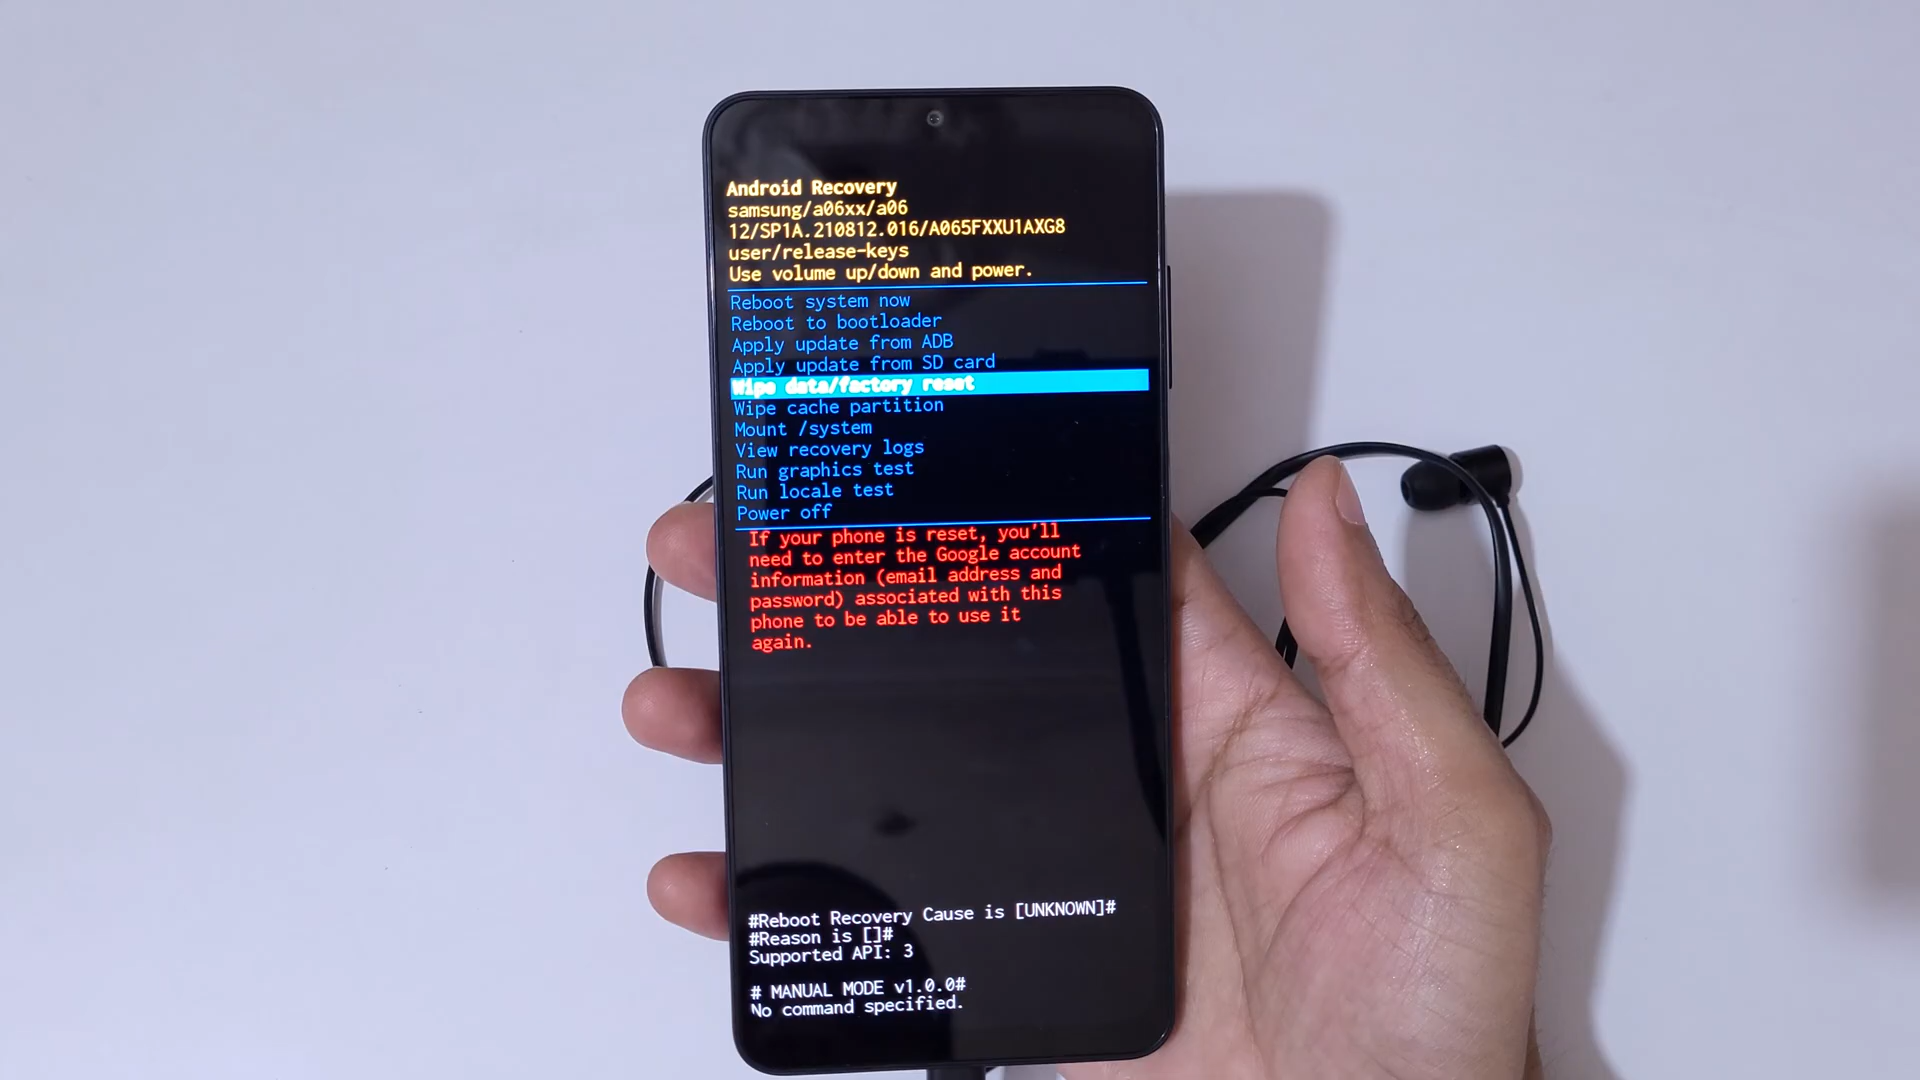 Android Recovery
samsung/a06xx/a06
12/SP1A.210812.016/A065FXXU1AXG8
user/release-keys
Use volume up/down and power.
Reboot system now
Reboot to bootloader
Apply update from ADB
Apply update from SD card
Wipe data/factory reset
Wipe cache partition
Mount /system
View recovery logs
Run graphics test
Run locale test
Power off
If your phone is reset, you'll
need to enter the Google account
information (email address and
password) associated with this
phone to be able to use it
again.
#Reboot Recovery Cause is [UNKNOWN]#
#Reason is []#
Supported API: 3
# MANUAL MODE v1.0.0#
No command specified.